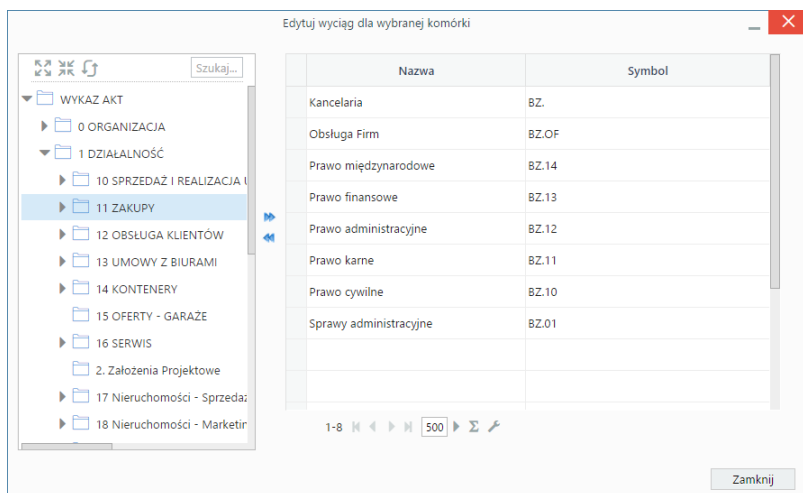 Edytuj wyciąg dla wybranej komórki
Szukaj...
WYKAZ AKT
0 ORGANIZACJA
1 DZIAŁALNOŚĆ
10 SPRZEDAŻ I REALIZACJA
11 ZAKUPY
12 OBSŁUGA KLIENTÓW
13 UMOWY Z BIURAMI
14 KONTENERY
15 OFERTY - GARAŻE
16 SERWIS
2. Założenia Projektowe
17 Nieruchomości - Sprzedaż
18 Nieruchomości - Marketin
Nazwa Symbol
Kancelaria BZ.
Obsługa Firm BZ.OF
Prawo międzynarodowe BZ.14
Prawo finansowe BZ.13
Prawo administracyjne BZ.12
Prawo karne BZ.11
Prawo cywilne BZ.10
Sprawy administracyjne BZ.01
1-8 500 Σ
Zamknij